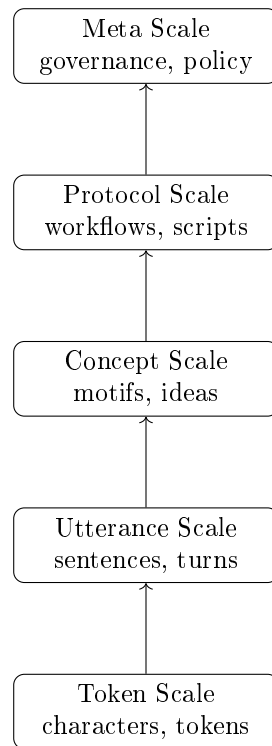 Meta Scale
governance, policy
Protocol Scale
workflows, scripts
Concept Scale
motifs, ideas
Utterance Scale
sentences, turns
Token Scale
characters, tokens